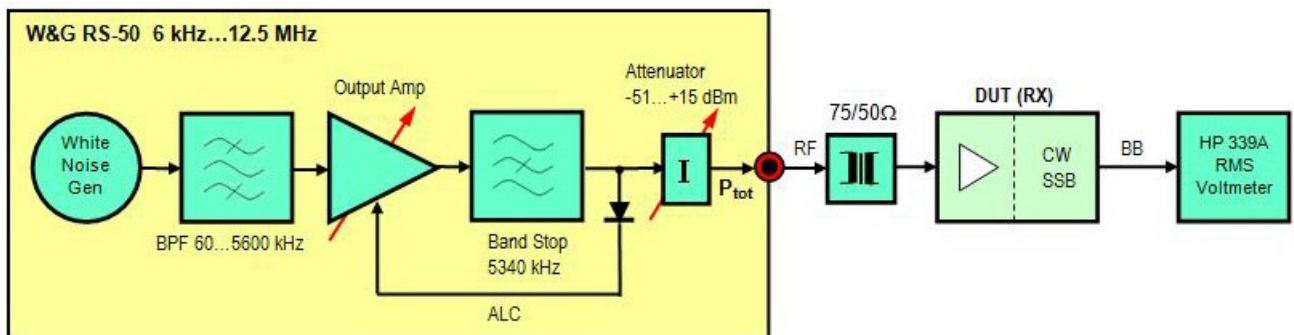 W&G RS-50 6 kHz...12.5 MHz
White
Noise
Gen
BPF 60...5600 kHz
Output Amp
Band Stop
5340 kHz
ALC
Attenuator
-51...+15 dBm
I
Ptot
RF
75/50Ω
DUT (RX)
CW
SSB
BB
HP 339A
RMS
Voltmeter